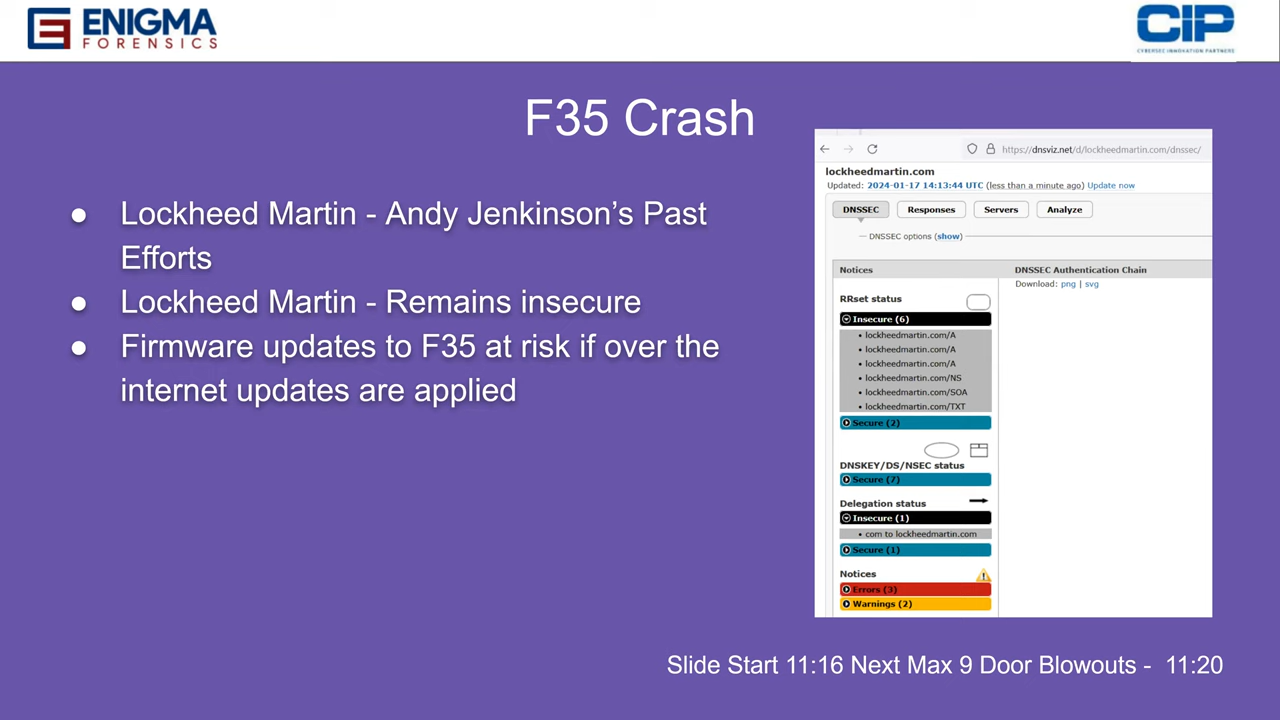 ENIGMA
FORENSICS
CIP
CYBERSEC INNOVATION PARTNERS
F35 Crash
● Lockheed Martin - Andy Jenkinson’s Past
Efforts
● Lockheed Martin - Remains insecure
● Firmware updates to F35 at risk if over the
internet updates are applied
https://dnsviz.net/d/lockheedmartin.com/dnssec/
lockheedmartin.com
Updated: 2024-01-17 14:13:44 UTC (less than a minute ago) Update now
DNSSEC Responses Servers Analyze
DNSSEC options (show)
Notices
DNSSEC Authentication Chain
Download: png | svg
RRset status
Insecure (6)
• lockheedmartin.com/A
• lockheedmartin.com/A
• lockheedmartin.com/A
• lockheedmartin.com/NS
• lockheedmartin.com/SOA
• lockheedmartin.com/TXT
Secure (2)
DNSKEY/DS/NSEC status
Secure (7)
Delegation status
Insecure (1)
• com to lockheedmartin.com
Secure (1)
Notices
Errors (3)
Warnings (2)
Slide Start 11:16 Next Max 9 Door Blowouts - 11:20